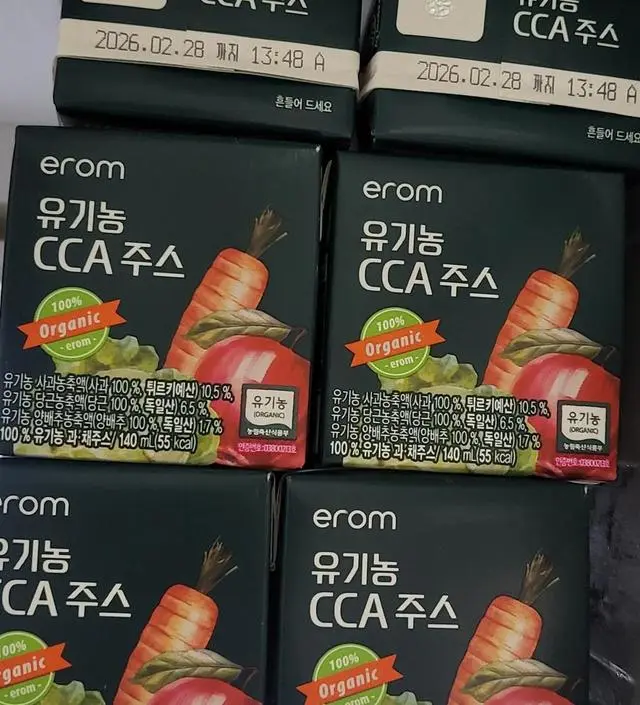 CCA 주스
2026.02.28 까지 13:48 A
흔들어 드세요
유기농
CCA 주스
2026.02.28 까지 13:48 A
흔들어 드세요
erom
유기농
CCA 주스
100%
Organic
- erom -
유기농 사과농축액(사과 100 %, 튀르키예산) 10.5 %,
유기농 당근농축액(당근 100 %, 독일산) 6.5 %,
유기농 양배추농축액(양배추 100 %, 독일산) 1.7 %
100 % 유기농 과·채주스/ 140 mL(55 kcal)
유기농
(ORGANIC)
농림축산식품부
erom
유기농
CCA 주스
100%
Organic
- erom -
유기농 사과농축액(사과 100 %, 튀르키예산) 10.5 %,
유기농 당근농축액(당근 100 %, 독일산) 6.5 %,
유기농 양배추농축액(양배추 100 %, 독일산) 1.7 %
100 % 유기농 과·채주스/ 140 mL(55 kcal)
유기농
(ORGANIC)
농림축산식품부
erom
유기농
CCA 주스
100%
Organic
- erom -
erom
유기농
CCA 주스
100%
Organic
- erom -